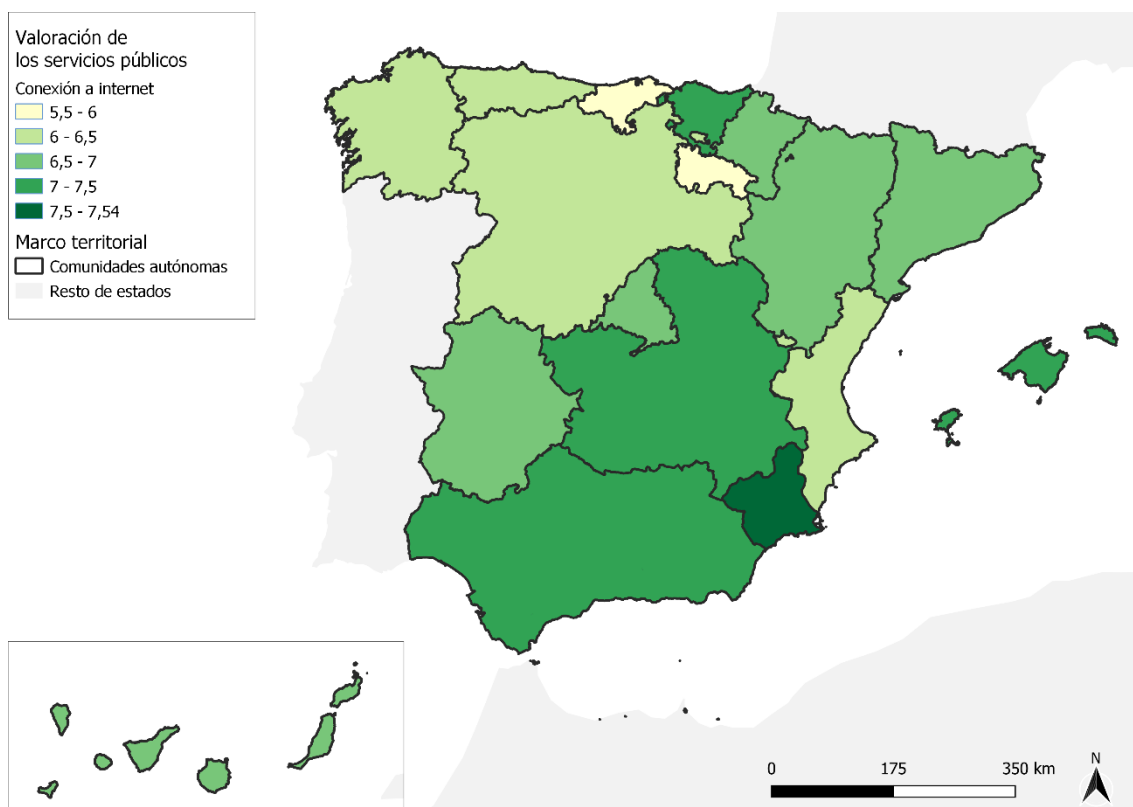 Valoración de
los servicios públicos
Conexión a internet
5,5 - 6
6 - 6,5
6,5 - 7
7 - 7,5
7,5 - 7,54
Marco territorial
Comunidades autónomas
Resto de estados
0 175 350 km
N